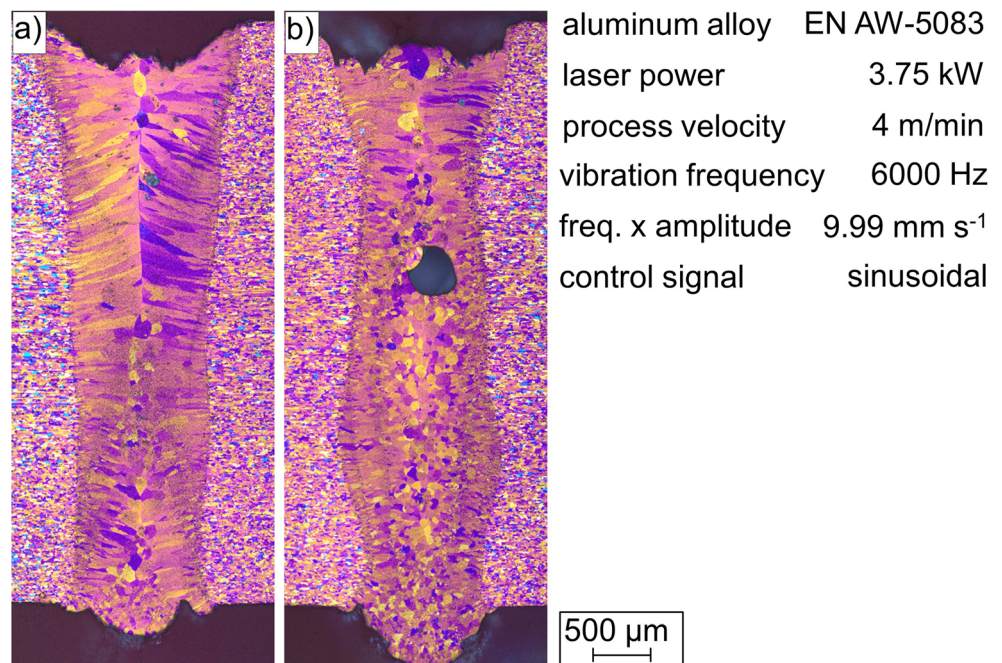 a)
b)
aluminum alloy EN AW-5083
laser power 3.75 kW
process velocity 4 m/min
vibration frequency 6000 Hz
freq. x amplitude 9.99 mm s⁻¹
control signal sinusoidal
500 µm